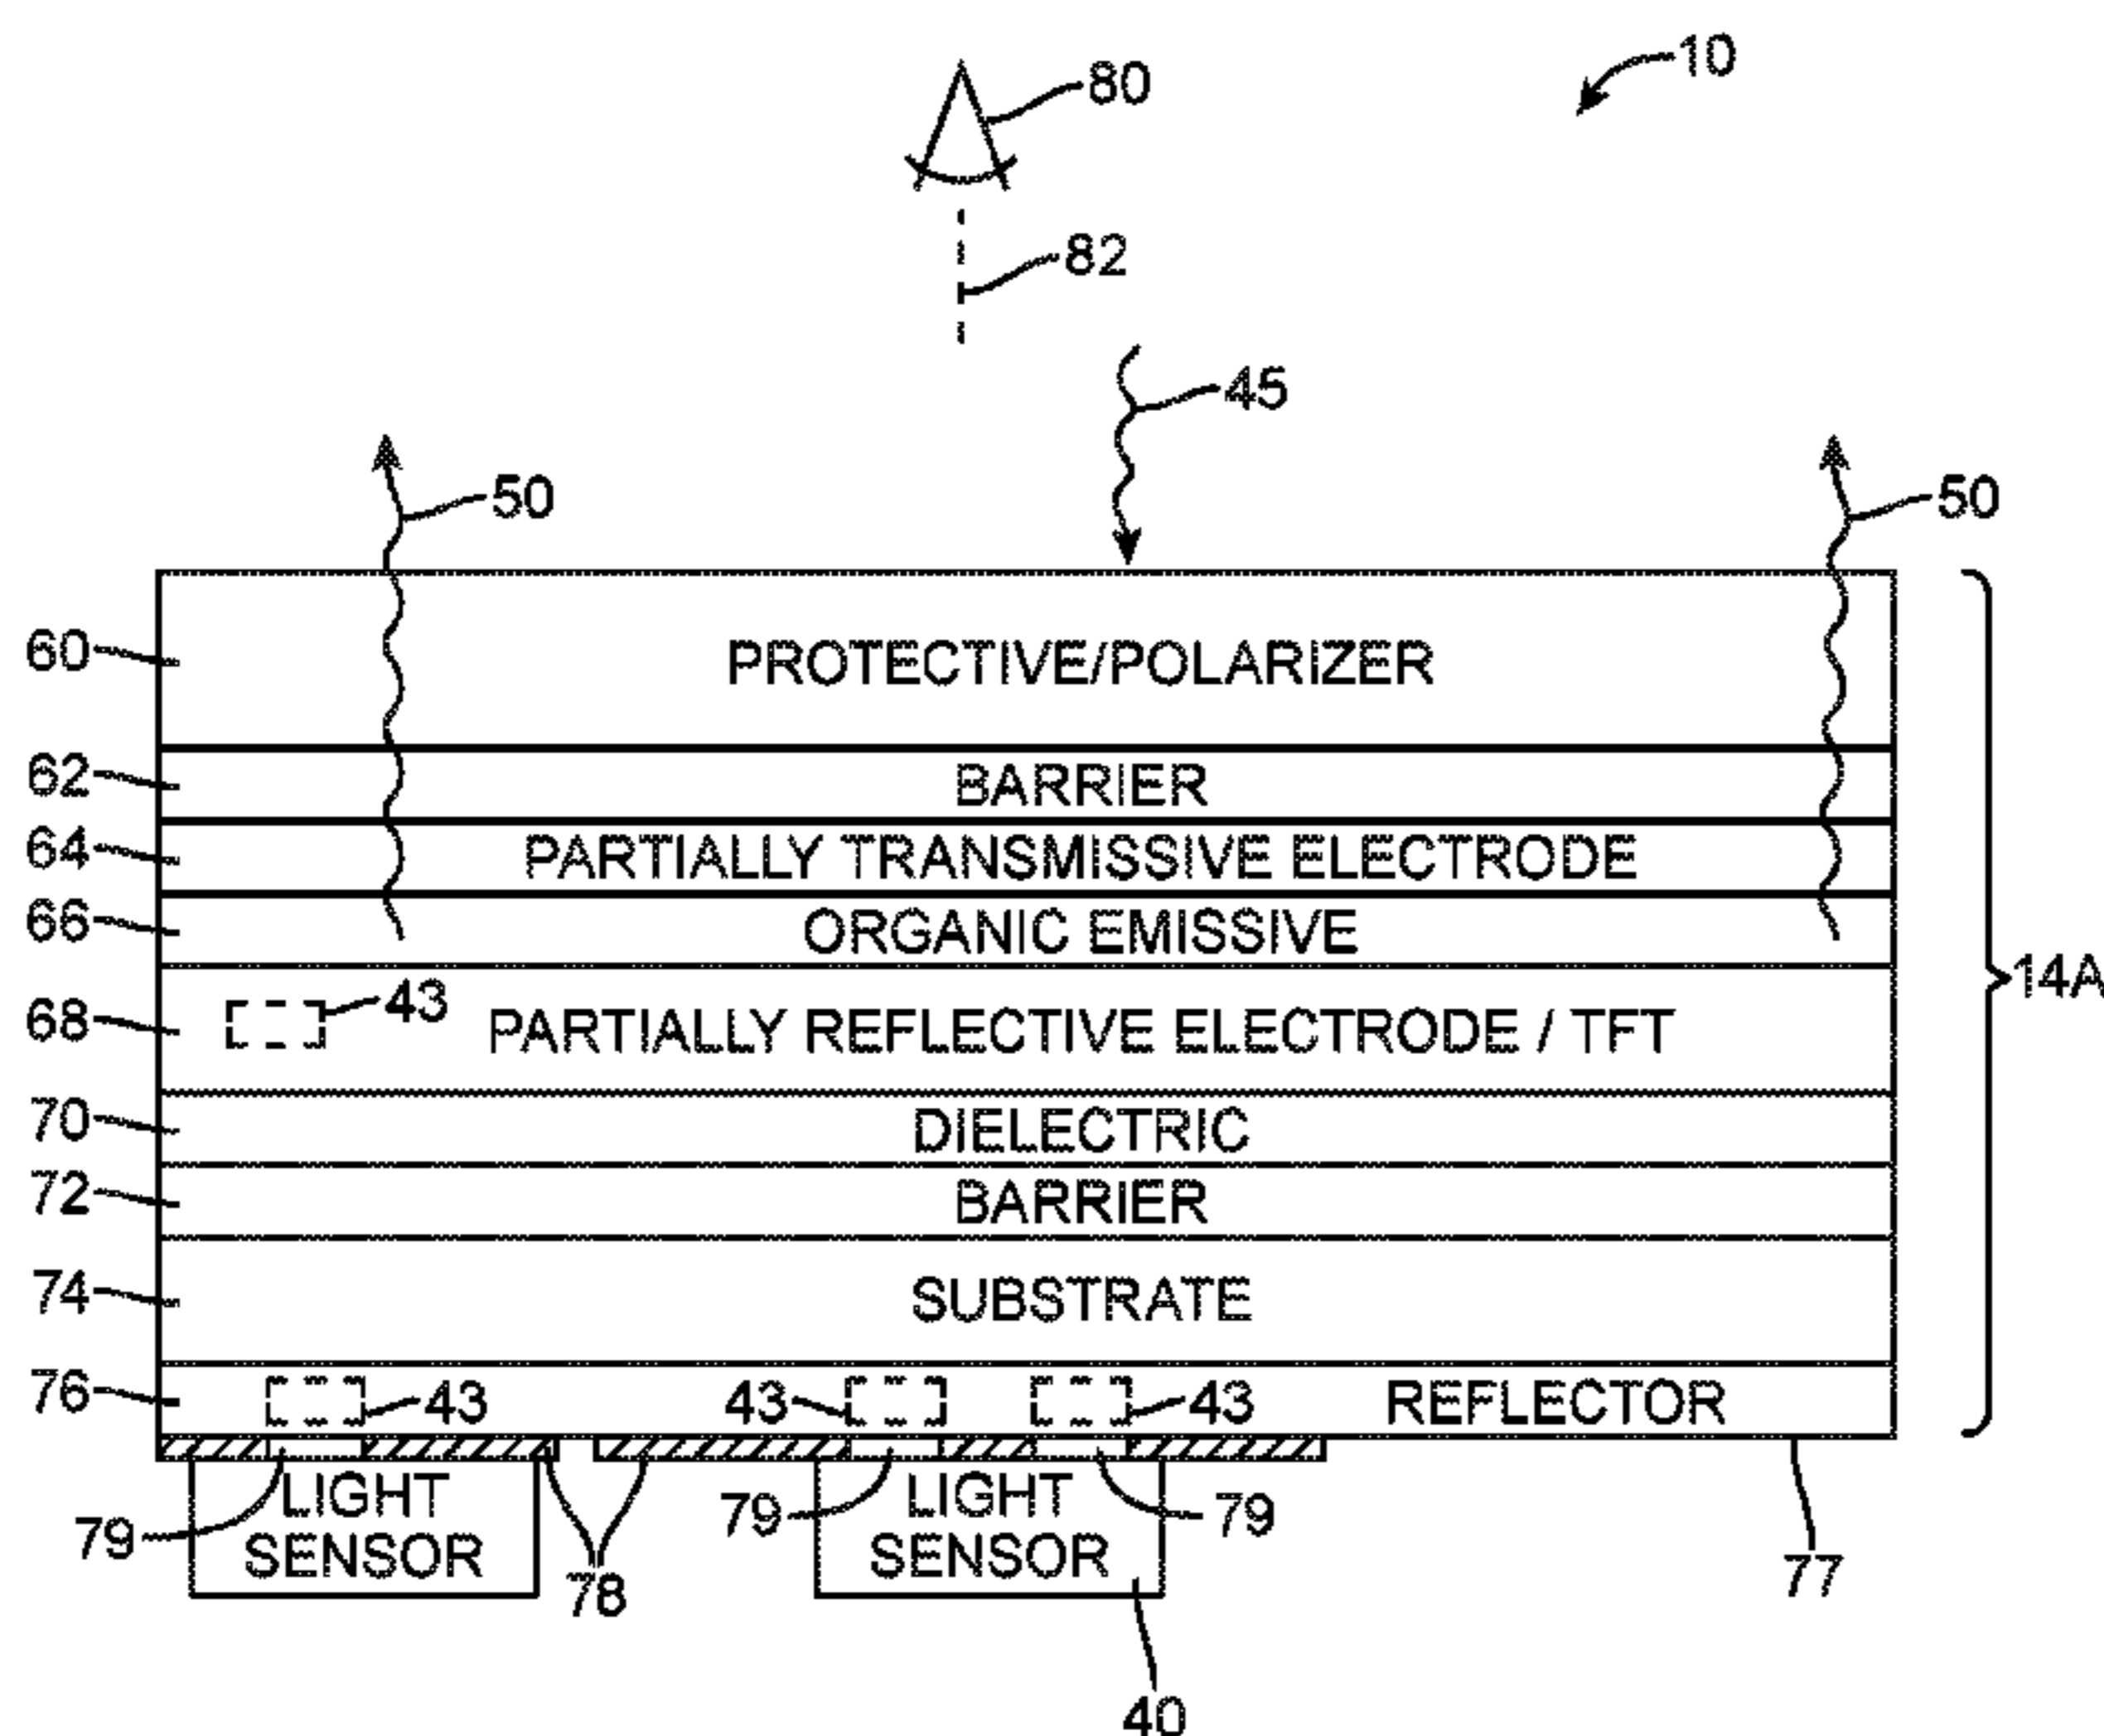 10
80
82
45
50
50
60
PROTECTIVE/POLARIZER
62
BARRIER
64
PARTIALLY TRANSMISSIVE ELECTRODE
66
ORGANIC EMISSIVE
14A
68
43
PARTIALLY REFLECTIVE ELECTRODE / TFT
70
DIELECTRIC
72
BARRIER
74
SUBSTRATE
76
43
43
43
REFLECTOR
79
LIGHT
SENSOR
78
79
LIGHT
SENSOR
79
77
40